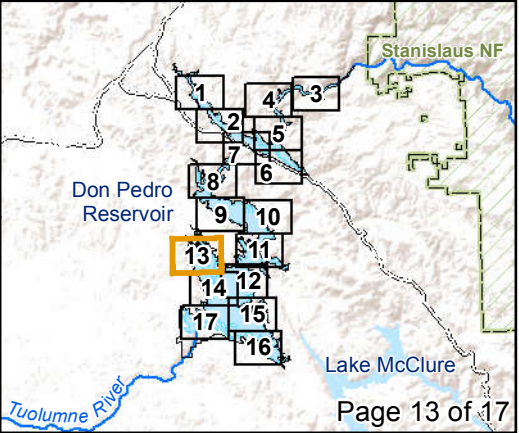 Stanislaus NF
1
4
3
2
5
7
6
8
Don Pedro
Reservoir
9
10
13
11
14
12
17
15
16
Lake McClure
Tuolumne River
Page 13 of 17